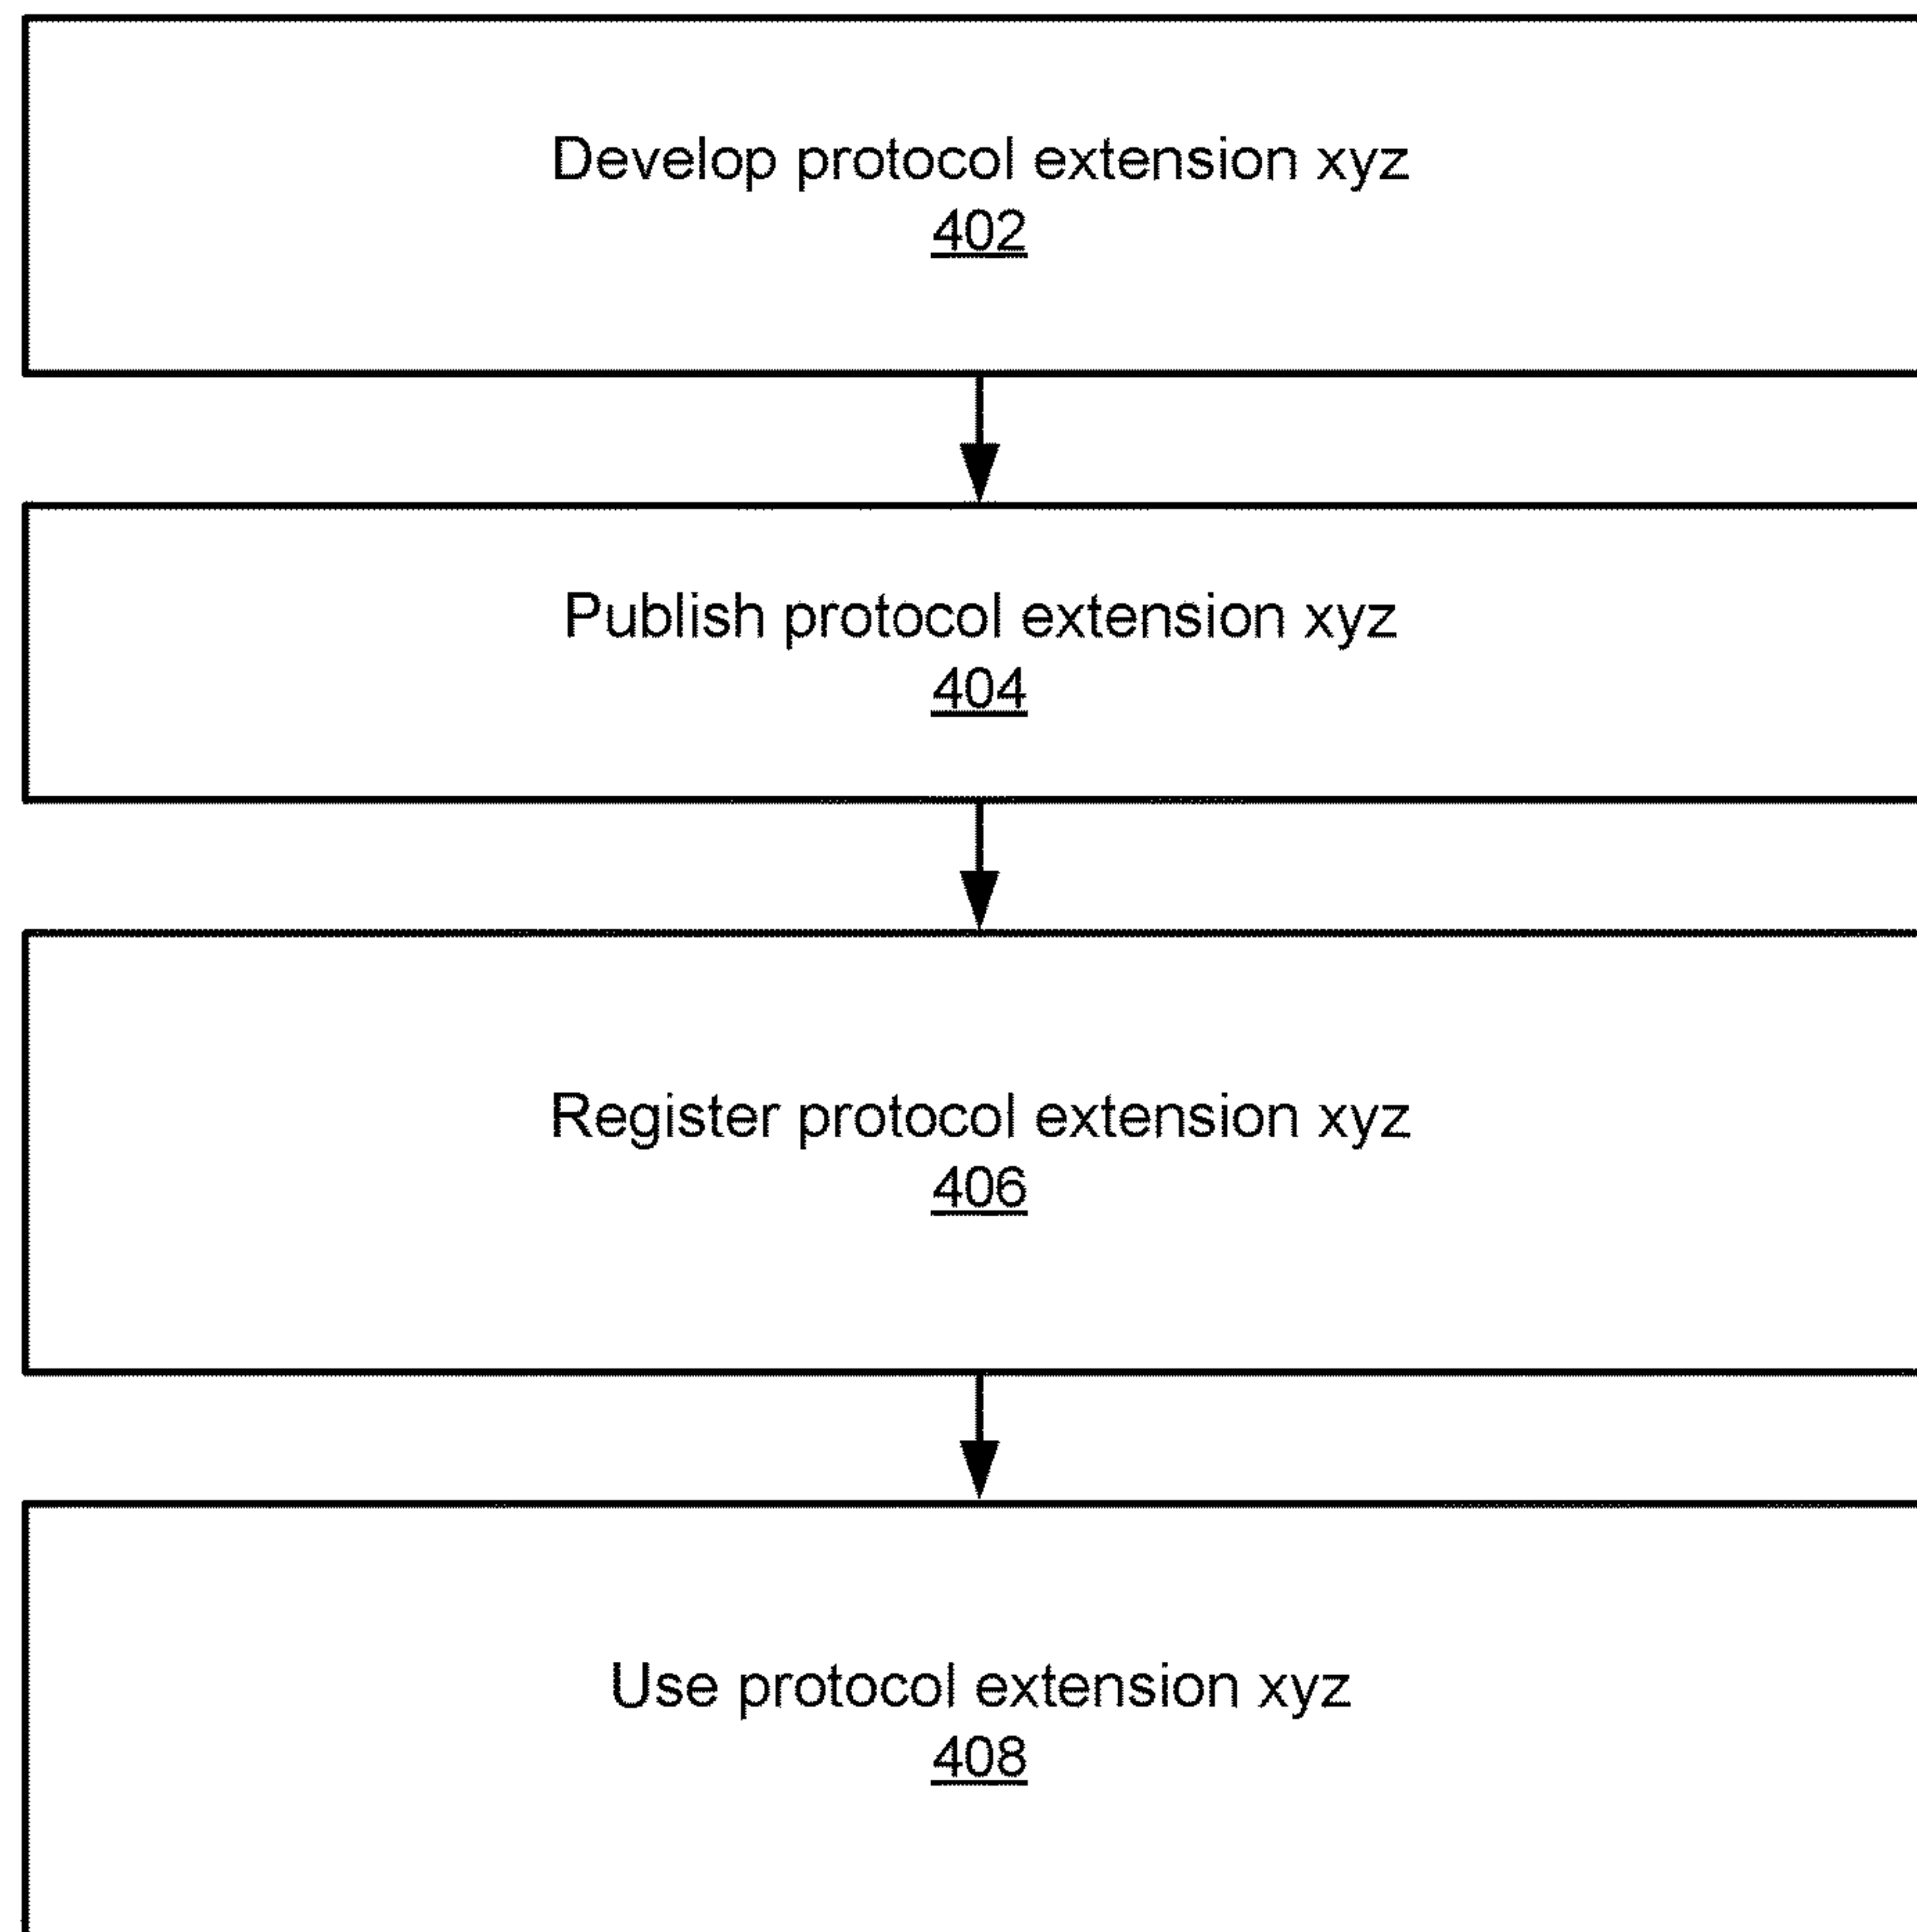 Develop protocol extension xyz
402
Publish protocol extension xyz
404
Register protocol extension xyz
406
Use protocol extension xyz
408